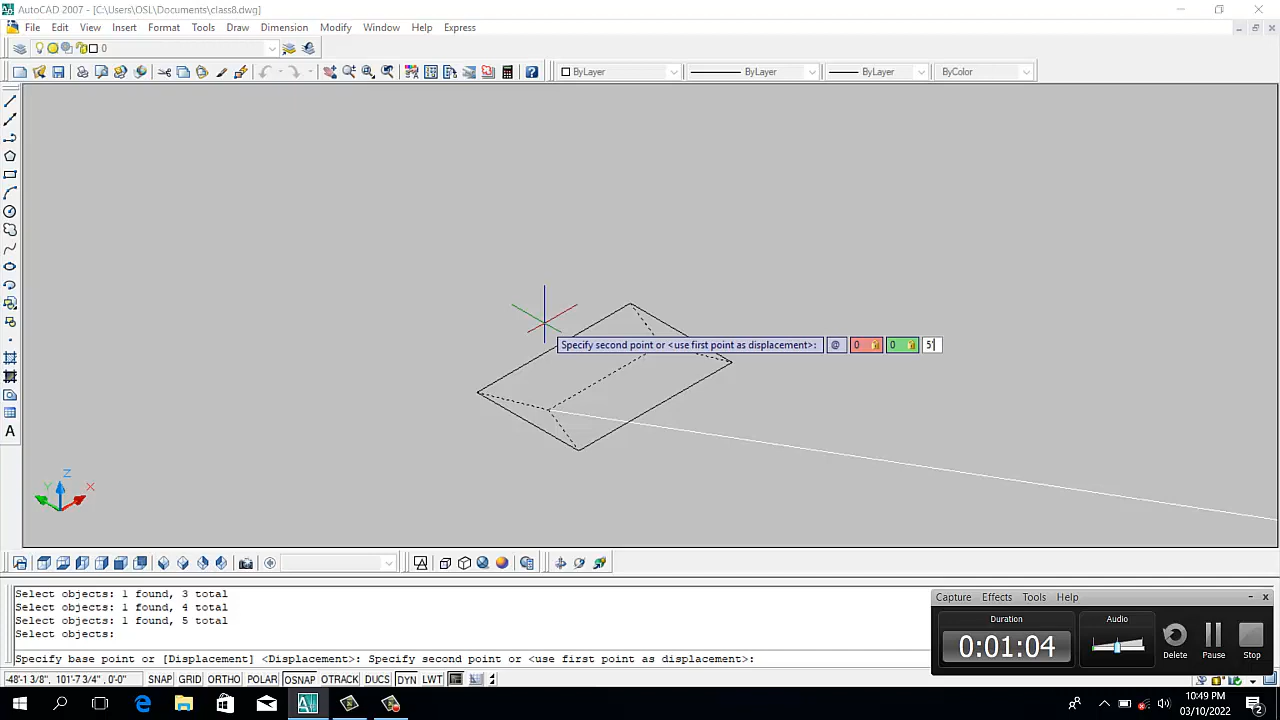 AutoCAD 2007 - [C:\Users\OSL\Documents\class8.dwg]
File Edit View Insert Format Tools Draw Dimension Modify Window Help Express
0
ByLayer ByLayer ByLayer ByColor
Specify second point or <use first point as displacement>: @ 0 0 5'
Z
Y X
Select objects: 1 found, 3 total
Select objects: 1 found, 4 total
Select objects: 1 found, 5 total
Select objects:
Specify base point or [Displacement] <Displacement>: Specify second point or <use first point as displacement>:
Capture Effects Tools Help
Duration Audio
0:01:04
Delete Pause Stop
-48'-1 3/8", 101'-7 3/4" , 0'-0" SNAP GRID ORTHO POLAR OSNAP OTRACK DUCS DYN LWT
10:49 PM
03/10/2022
2